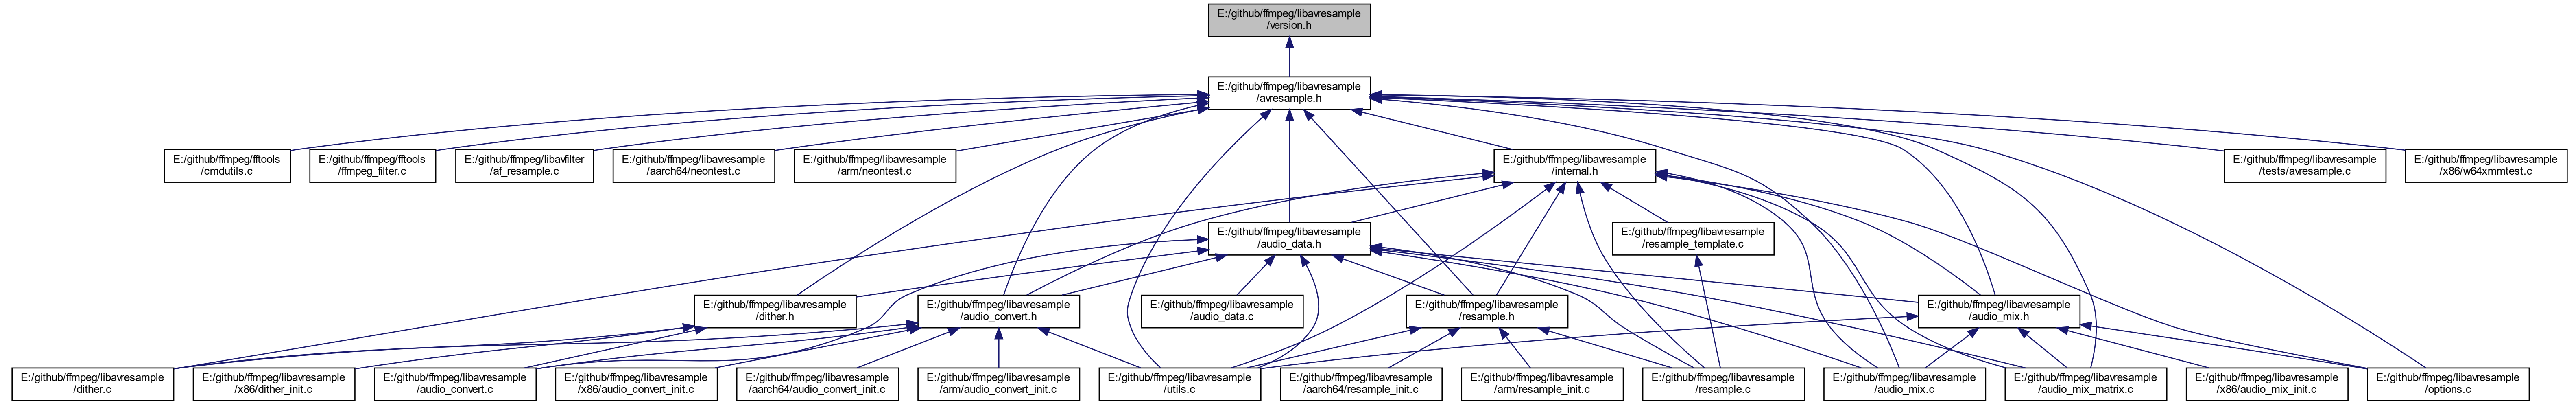 E:/github/ffmpeg/libavresample
/version.h
E:/github/ffmpeg/libavresample
/avresample.h
E:/github/ffmpeg/fftools
/cmdutils.c
E:/github/ffmpeg/fftools
/ffmpeg_filter.c
E:/github/ffmpeg/libavfilter
/af_resample.c
E:/github/ffmpeg/libavresample
/aarch64/neontest.c
E:/github/ffmpeg/libavresample
/arm/neontest.c
E:/github/ffmpeg/libavresample
/internal.h
E:/github/ffmpeg/libavresample
/tests/avresample.c
E:/github/ffmpeg/libavresample
/x86/w64xmmtest.c
E:/github/ffmpeg/libavresample
/audio_data.h
E:/github/ffmpeg/libavresample
/resample_template.c
E:/github/ffmpeg/libavresample
/dither.h
E:/github/ffmpeg/libavresample
/audio_convert.h
E:/github/ffmpeg/libavresample
/audio_data.c
E:/github/ffmpeg/libavresample
/resample.h
E:/github/ffmpeg/libavresample
/audio_mix.h
E:/github/ffmpeg/libavresample
/dither.c
E:/github/ffmpeg/libavresample
/x86/dither_init.c
E:/github/ffmpeg/libavresample
/audio_convert.c
E:/github/ffmpeg/libavresample
/x86/audio_convert_init.c
E:/github/ffmpeg/libavresample
/aarch64/audio_convert_init.c
E:/github/ffmpeg/libavresample
/arm/audio_convert_init.c
E:/github/ffmpeg/libavresample
/utils.c
E:/github/ffmpeg/libavresample
/aarch64/resample_init.c
E:/github/ffmpeg/libavresample
/arm/resample_init.c
E:/github/ffmpeg/libavresample
/resample.c
E:/github/ffmpeg/libavresample
/audio_mix.c
E:/github/ffmpeg/libavresample
/audio_mix_matrix.c
E:/github/ffmpeg/libavresample
/x86/audio_mix_init.c
E:/github/ffmpeg/libavresample
/options.c